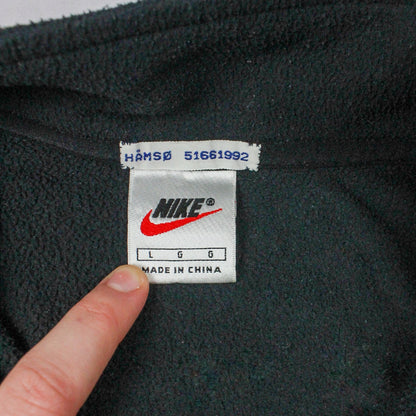 HÅMSØ 51661992
NIKE®
L G G
MADE IN CHINA